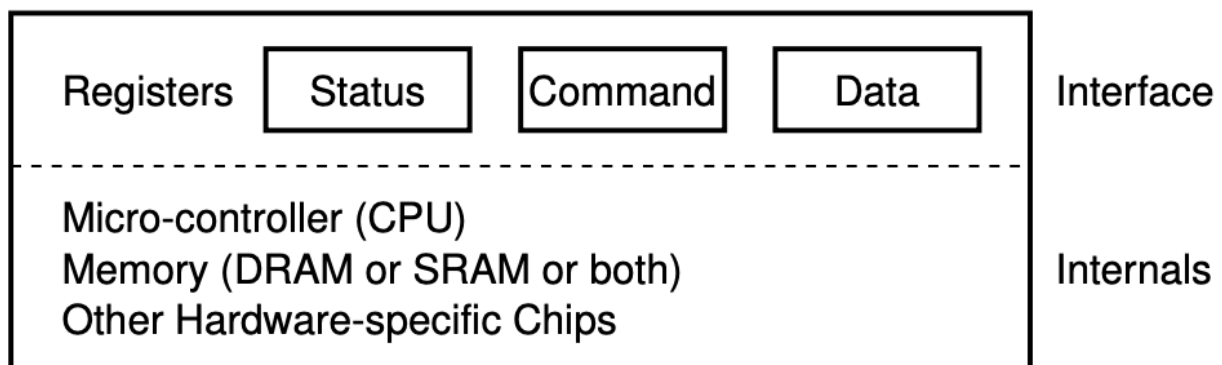 Registers Status Command Data Interface
Micro-controller (CPU)
Memory (DRAM or SRAM or both) Internals
Other Hardware-specific Chips